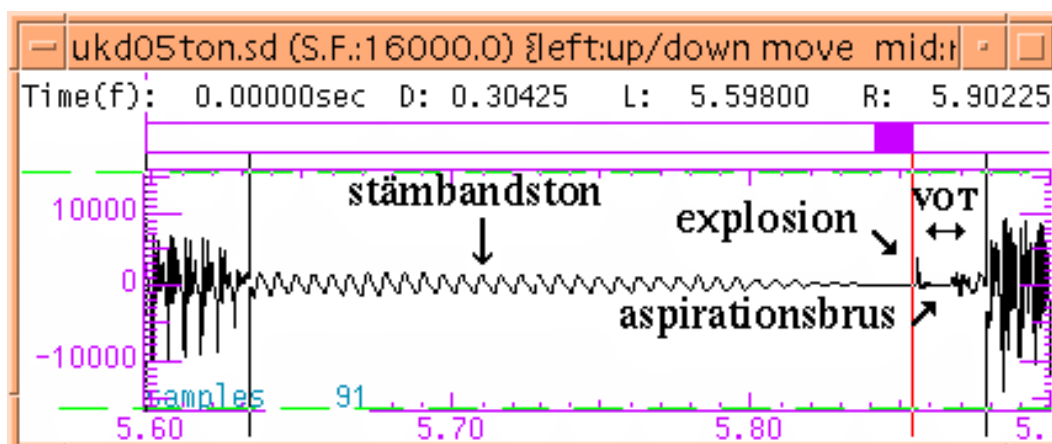 ukd05ton.sd (S.F.:16000.0) {left:up/down move mid:r
Time(f): 0.00000sec D: 0.30425 L: 5.59800 R: 5.90225
10000
0
-10000
stämbandston
explosion
VOT
aspirationsbrus
samples 91
5.60 5.70 5.80 5.